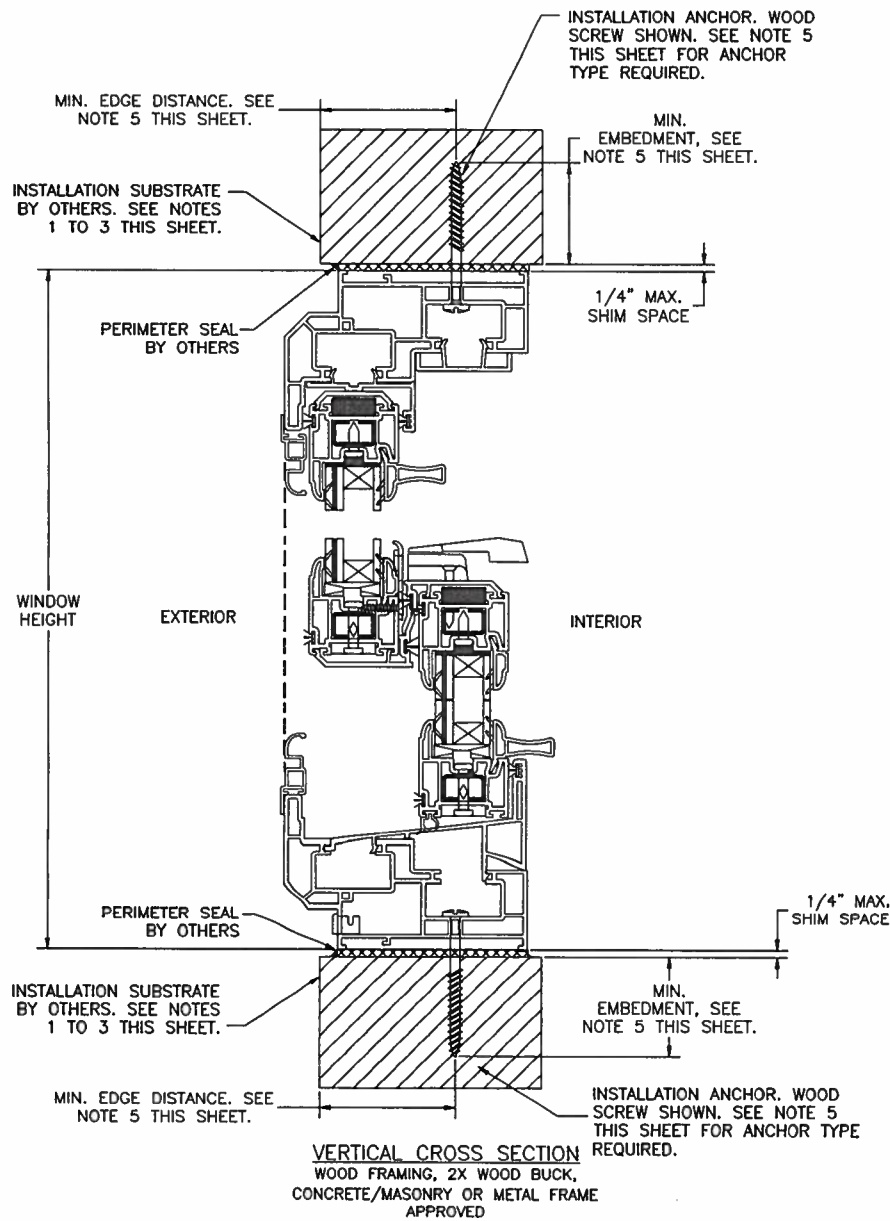 INSTALLATION ANCHOR. WOOD
SCREW SHOWN. SEE NOTE 5
THIS SHEET FOR ANCHOR
TYPE REQUIRED.
MIN. EDGE DISTANCE. SEE
NOTE 5 THIS SHEET.
MIN.
EMBEDMENT, SEE
NOTE 5 THIS SHEET.
INSTALLATION SUBSTRATE
BY OTHERS. SEE NOTES
1 TO 3 THIS SHEET.
1/4" MAX.
SHIM SPACE
PERIMETER SEAL
BY OTHERS
WINDOW
HEIGHT
EXTERIOR
INTERIOR
PERIMETER SEAL
BY OTHERS
1/4" MAX.
SHIM SPACE
INSTALLATION SUBSTRATE
BY OTHERS. SEE NOTES
1 TO 3 THIS SHEET.
MIN.
EMBEDMENT, SEE
NOTE 5 THIS SHEET.
MIN. EDGE DISTANCE. SEE
NOTE 5 THIS SHEET.
INSTALLATION ANCHOR. WOOD
SCREW SHOWN. SEE NOTE 5
THIS SHEET FOR ANCHOR TYPE
REQUIRED.
VERTICAL CROSS SECTION
WOOD FRAMING, 2X WOOD BUCK,
CONCRETE/MASONRY OR METAL FRAME
APPROVED